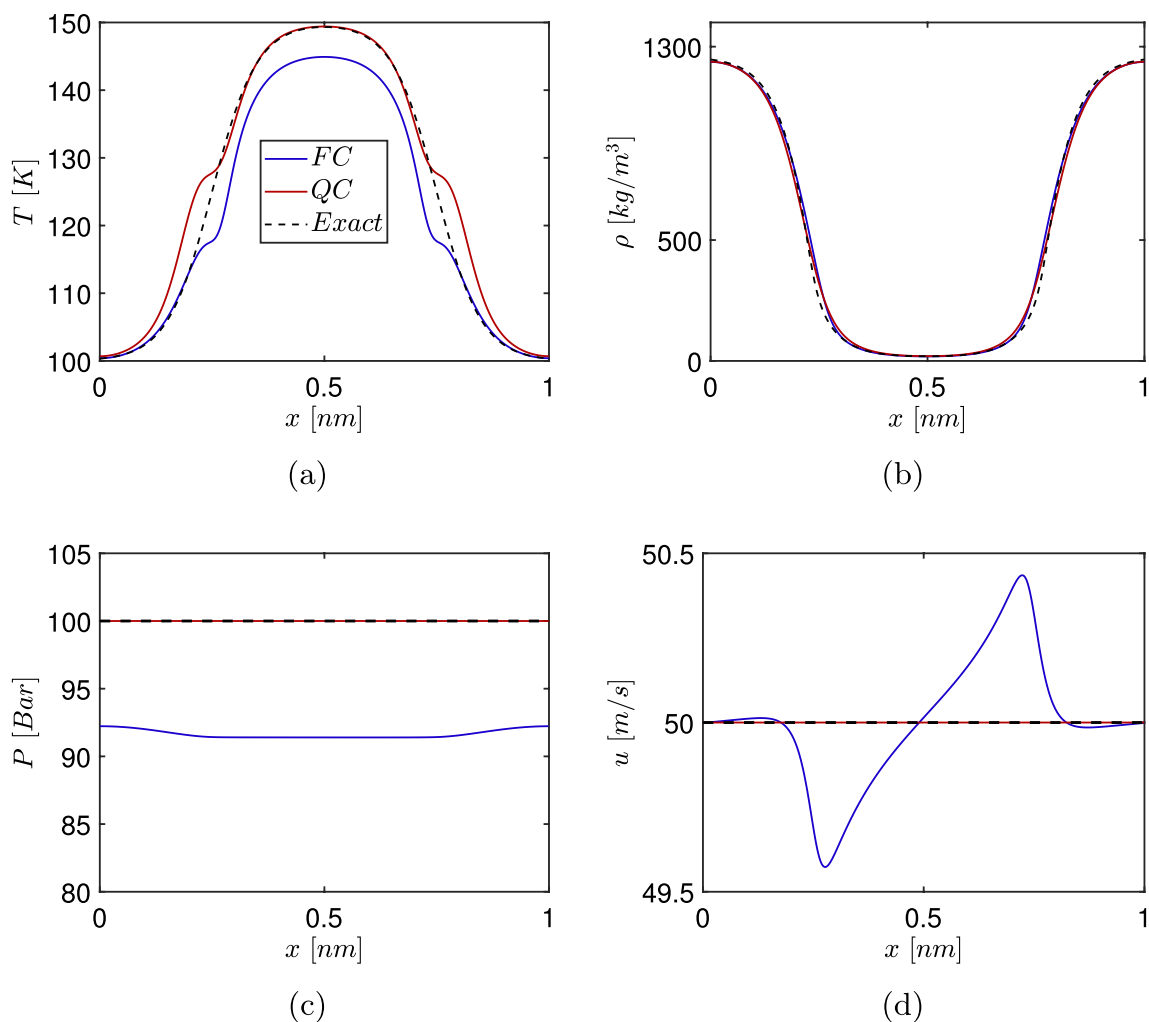 150
140
130
120
110
100
T [K]
FC
QC
Exact
0
0.5
1
x [nm]
(a)
1300
500
0
ρ [kg/m³]
0
0.5
1
x [nm]
(b)
105
100
95
90
85
80
P [Bar]
0
0.5
1
x [nm]
(c)
50.5
50
49.5
u [m/s]
0
0.5
1
x [nm]
(d)